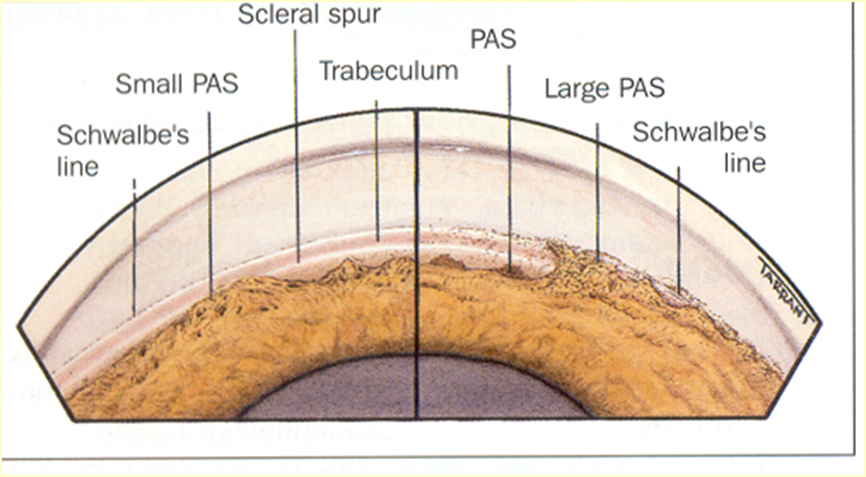 Scleral spur
PAS
Trabeculum
Small PAS
Large PAS
Schwalbe's
line
Schwalbe's
line
TARRANT